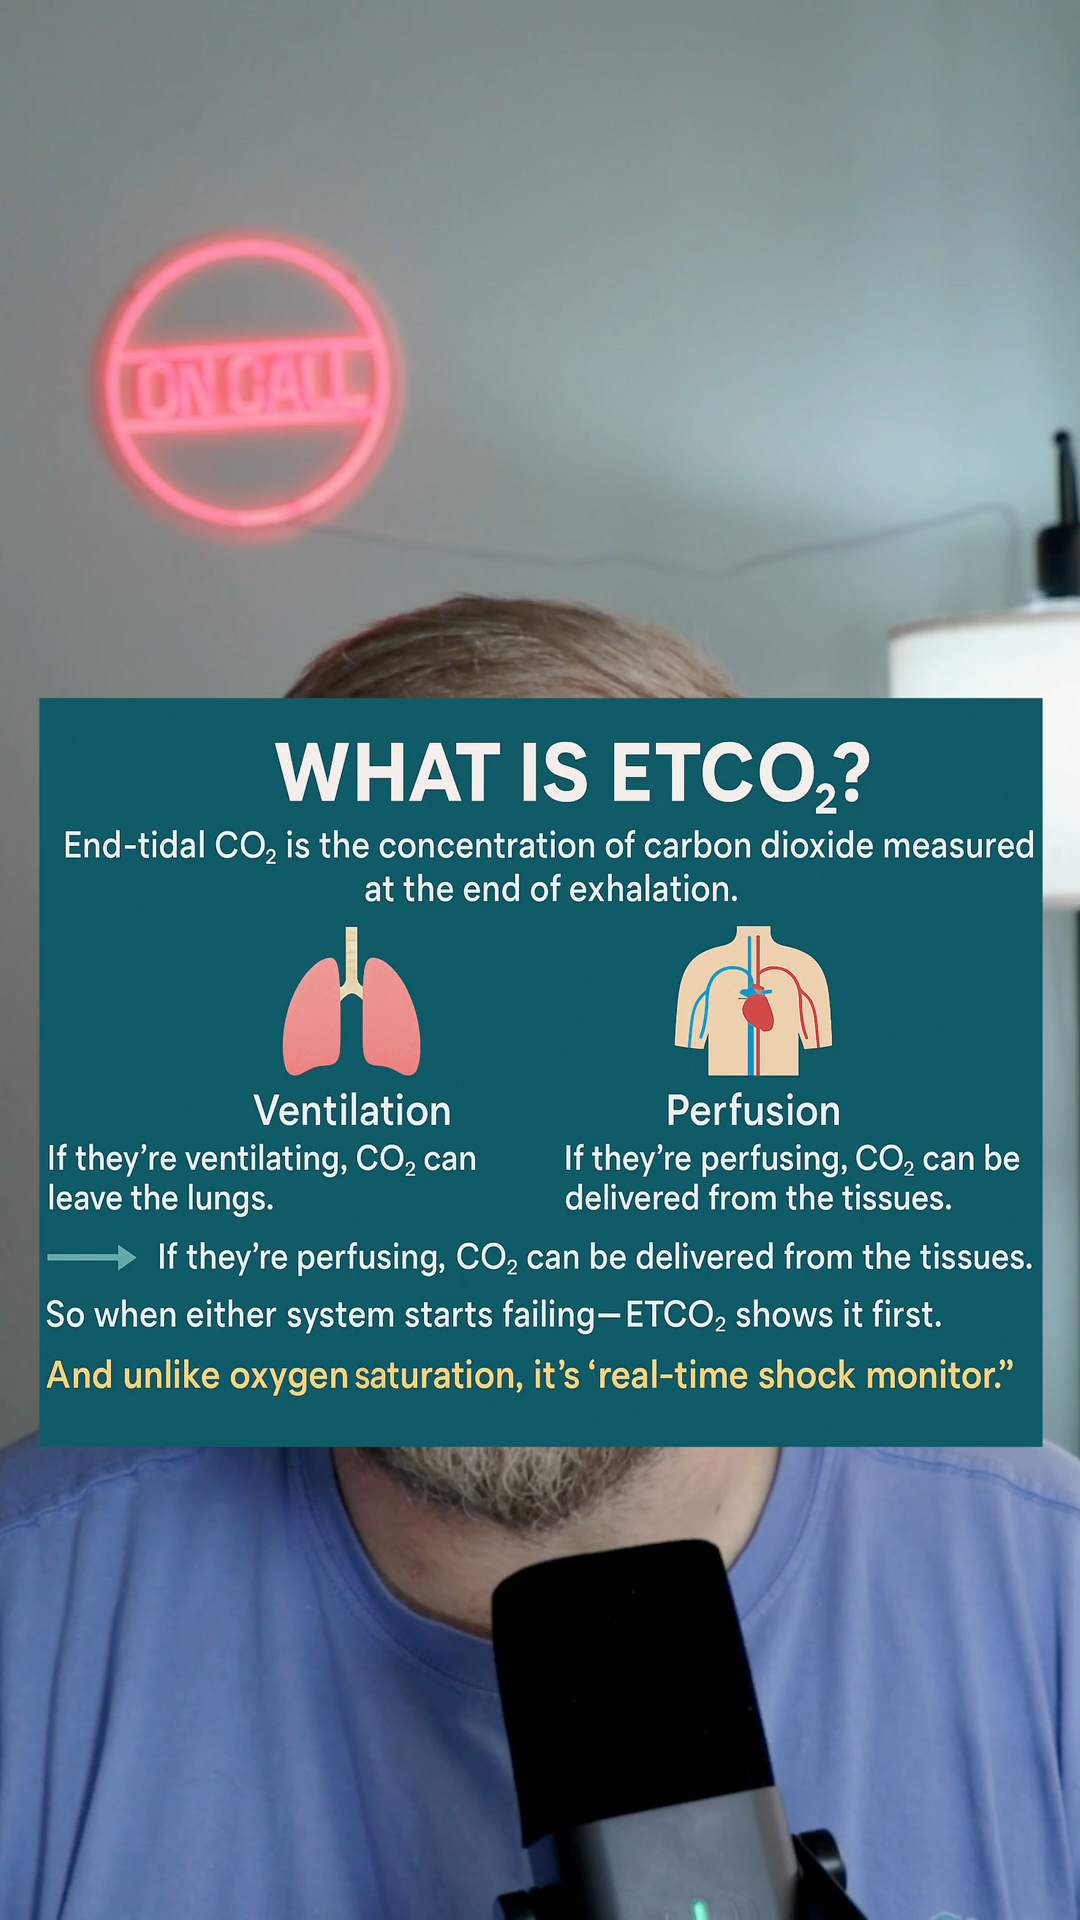 ON CALL
WHAT IS ETCO₂?
End-tidal CO₂ is the concentration of carbon dioxide measured
at the end of exhalation.
Ventilation
If they're ventilating, CO₂ can
leave the lungs.
Perfusion
If they're perfusing, CO₂ can be
delivered from the tissues.
If they're perfusing, CO₂ can be delivered from the tissues.
So when either system starts failing—ETCO₂ shows it first.
And unlike oxygen saturation, it's ‘real-time shock monitor.”